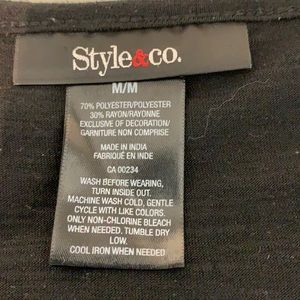 Style&co.
M/M
70% POLYESTER/POLYESTER
30% RAYON/RAYONNE
EXCLUSIVE OF DECORATION/
GARNITURE NON COMPRISE
MADE IN INDIA
FABRIQUÉ EN INDE
CA 00234
WASH BEFORE WEARING,
TURN INSIDE OUT.
MACHINE WASH COLD, GENTLE
CYCLE WITH LIKE COLORS.
ONLY NON-CHLORINE BLEACH
WHEN NEEDED. TUMBLE DRY
LOW.
COOL IRON WHEN NEEDED